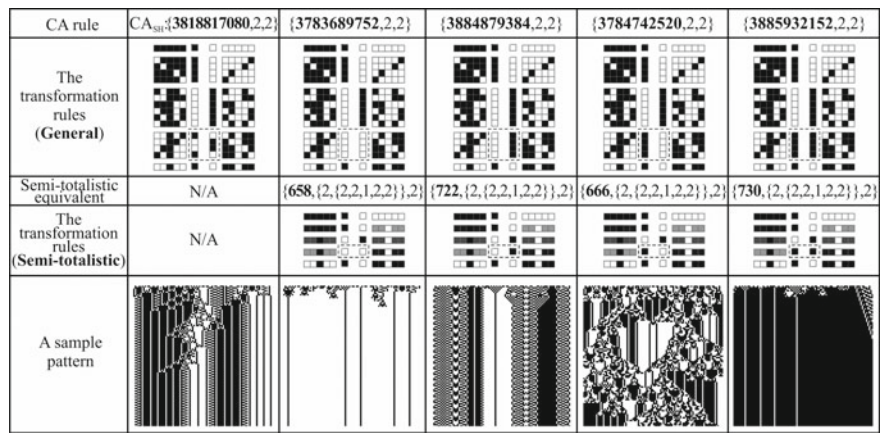 CA rule
CA_SH:{3818817080,2,2}
{3783689752,2,2}
{3884879384,2,2}
{3784742520,2,2}
{3885932152,2,2}
The
transformation
rules
(General)
Semi-totalistic
equivalent
N/A
{658,{2,{2,2,1,2,2}},2}
{722,{2,{2,2,1,2,2}},2}
{666,{2,{2,2,1,2,2}},2}
{730,{2,{2,2,1,2,2}},2}
The
transformation
rules
(Semi-totalistic)
N/A
A sample
pattern